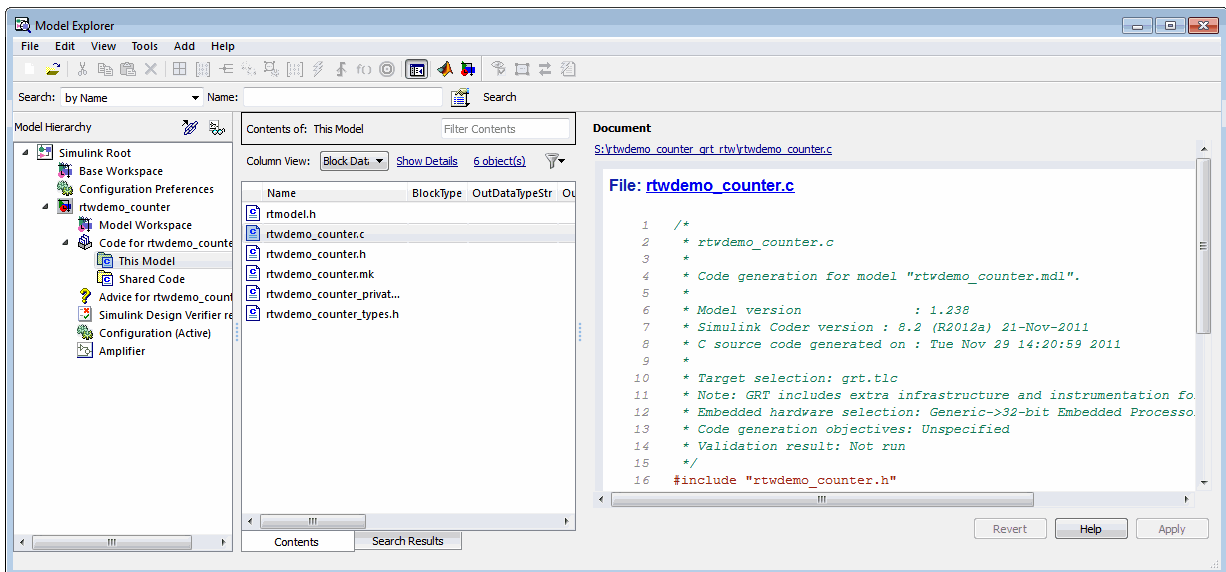 Model Explorer
File Edit View Tools Add Help
Search: by Name Name: Search
Model Hierarchy
Simulink Root
Base Workspace
Configuration Preferences
rtwdemo_counter
Model Workspace
Code for rtwdemo_counte
This Model
Shared Code
Advice for rtwdemo_count
Simulink Design Verifier re
Configuration (Active)
Amplifier
Contents of: This Model Filter Contents
Column View: Block Dat Show Details 6 object(s)
Name BlockType OutDataTypeStr Ou
rtmodel.h
rtwdemo_counter.c
rtwdemo_counter.h
rtwdemo_counter.mk
rtwdemo_counter_privat...
rtwdemo_counter_types.h
Contents Search Results
Document
S:\rtwdemo_counter_grt_rtw\rtwdemo_counter.c
File: rtwdemo_counter.c
1 /*
2 * rtwdemo_counter.c
3 *
4 * Code generation for model "rtwdemo_counter.mdl".
5 *
6 * Model version : 1.238
7 * Simulink Coder version : 8.2 (R2012a) 21-Nov-2011
8 * C source code generated on : Tue Nov 29 14:20:59 2011
9 *
10 * Target selection: grt.tlc
11 * Note: GRT includes extra infrastructure and instrumentation fo
12 * Embedded hardware selection: Generic->32-bit Embedded Processo
13 * Code generation objectives: Unspecified
14 * Validation result: Not run
15 */
16 #include "rtwdemo_counter.h"
Revert Help Apply